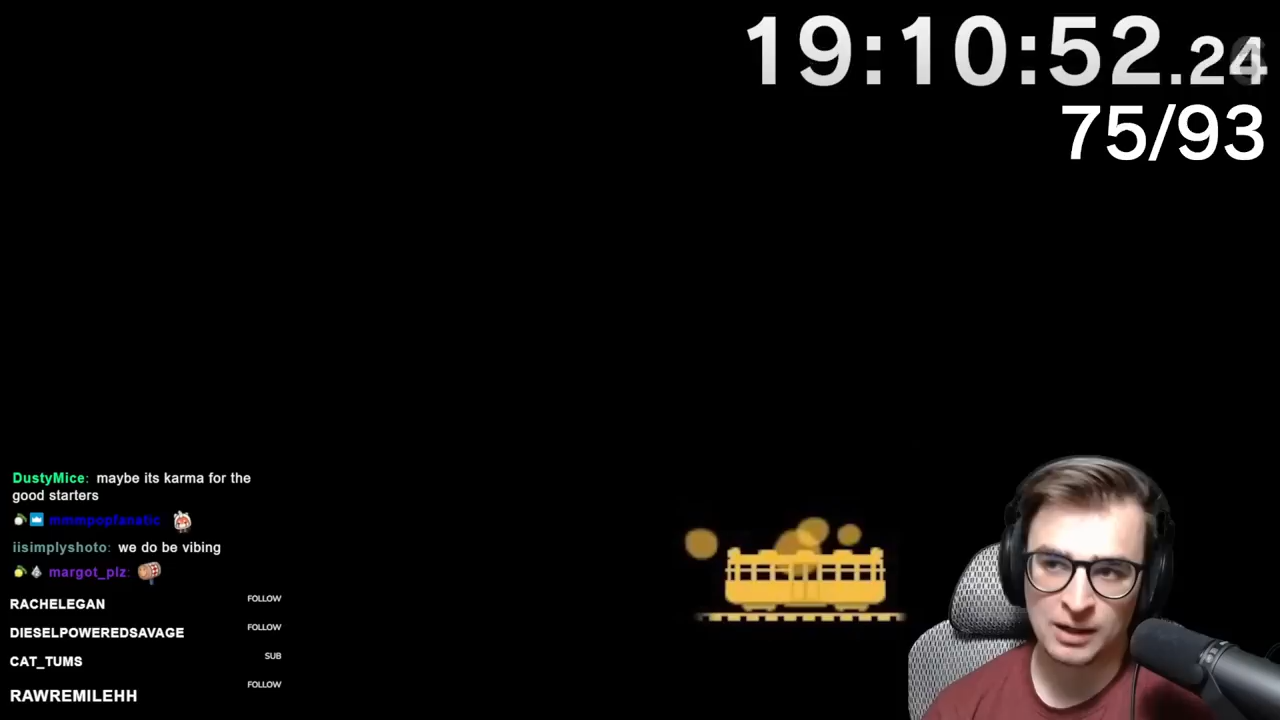 19:10:52.24
75/93
DustyMice: maybe its karma for the
good starters
mmmpopfanatic
iisimplyshoto: we do be vibing
margot_plz:
RACHELEGAN FOLLOW
DIESELPOWEREDSAVAGE FOLLOW
CAT_TUMS SUB
RAWREMILEHH FOLLOW